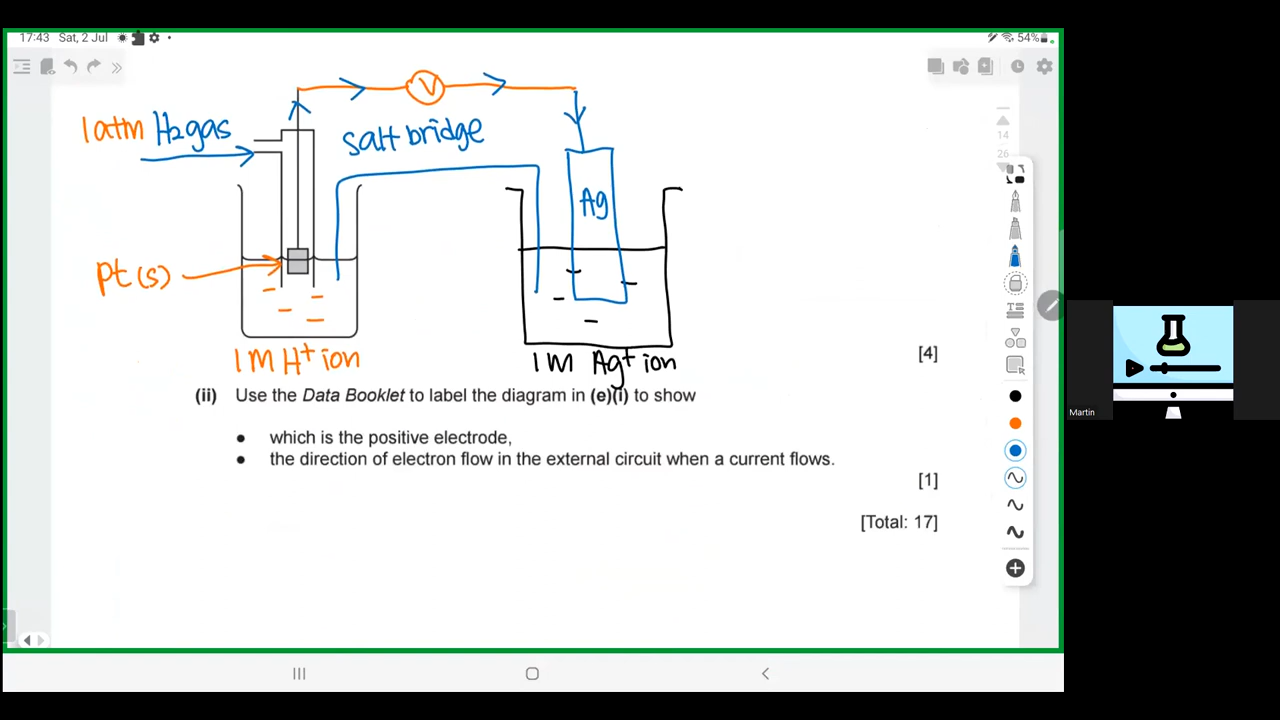 17:43 Sat, 2 Jul
54%
1atm H₂ gas
V
salt bridge
Ag
Pt(s)
1M H⁺ ion
1M Ag⁺ ion
[4]
(ii) Use the Data Booklet to label the diagram in (e)(i) to show
• which is the positive electrode,
• the direction of electron flow in the external circuit when a current flows.
[1]
[Total: 17]
14
26
Martin